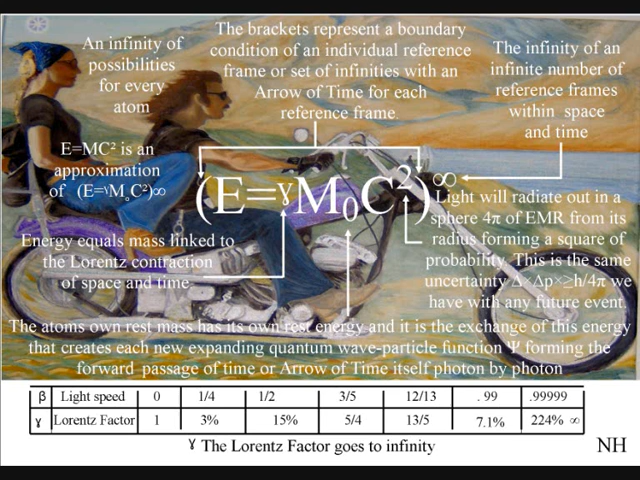 An infinity of
possibilities
for every
atom
The brackets represent a boundary
condition of an individual reference
frame or set of infinities with an
Arrow of Time for each
reference frame.
The infinity of an
infinite number of
reference frames
within space
and time
E=MC² is an
approximation
of (E=ˠM˳C²)∞
(E=ɤM₀C²)∞
Energy equals mass linked to
the Lorentz contraction
of space and time.
Light will radiate out in a
sphere 4π of EMR from its
radius forming a square of
probability. This is the same
uncertainty Δ×Δp×≥h/4π we
have with any future event.
The atoms own rest mass has its own rest energy and it is the exchange of this energy
that creates each new expanding quantum wave-particle function Ψ forming the
forward passage of time or Arrow of Time itself photon by photon
β Light speed 0 1/4 1/2 3/5 12/13 . 99 .99999
ɤ Lorentz Factor 1 3% 15% 5/4 13/5 7.1% 224% ∞
ɤ The Lorentz Factor goes to infinity
NH